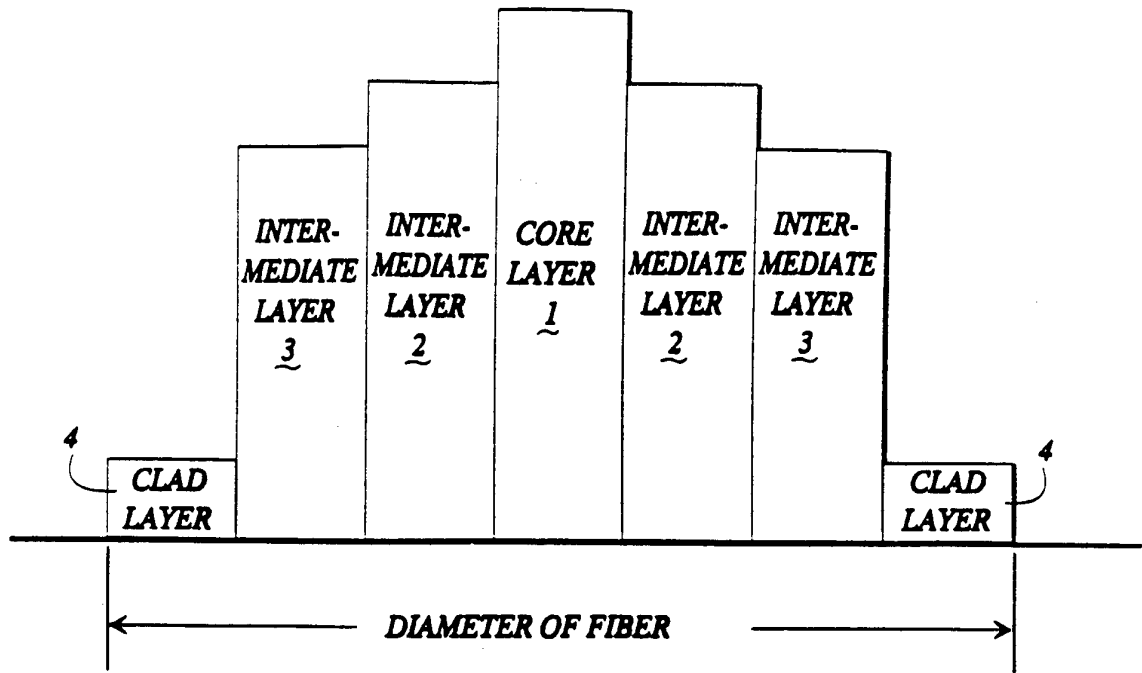 INTER-
MEDIATE
LAYER
3
INTER-
MEDIATE
LAYER
2
CORE
LAYER
1
INTER-
MEDIATE
LAYER
2
INTER-
MEDIATE
LAYER
3
4
CLAD
LAYER
CLAD
LAYER
4
DIAMETER OF FIBER